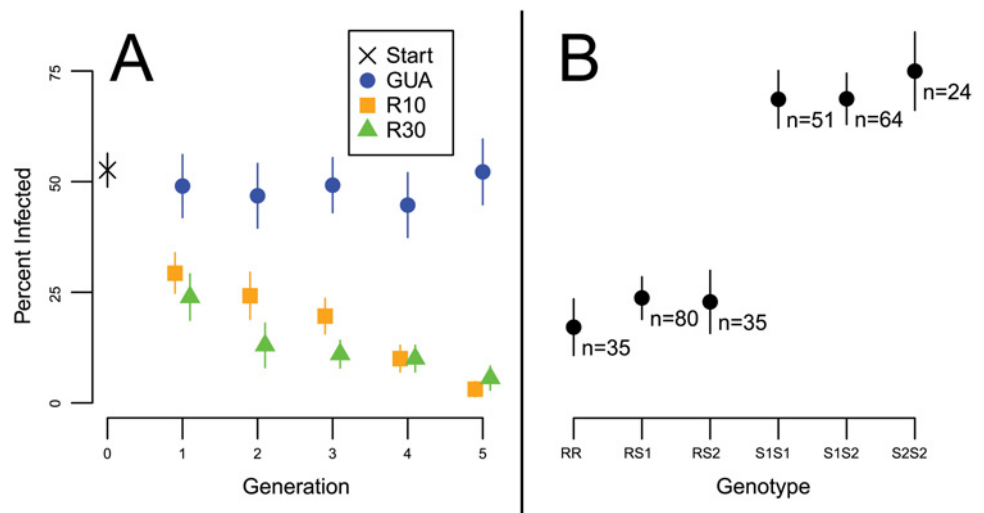 A
Start
GUA
R10
R30
75
50
25
0
Percent Infected
0 1 2 3 4 5
Generation
B
n=35
n=80
n=35
n=51
n=64
n=24
RR RS1 RS2 S1S1 S1S2 S2S2
Genotype